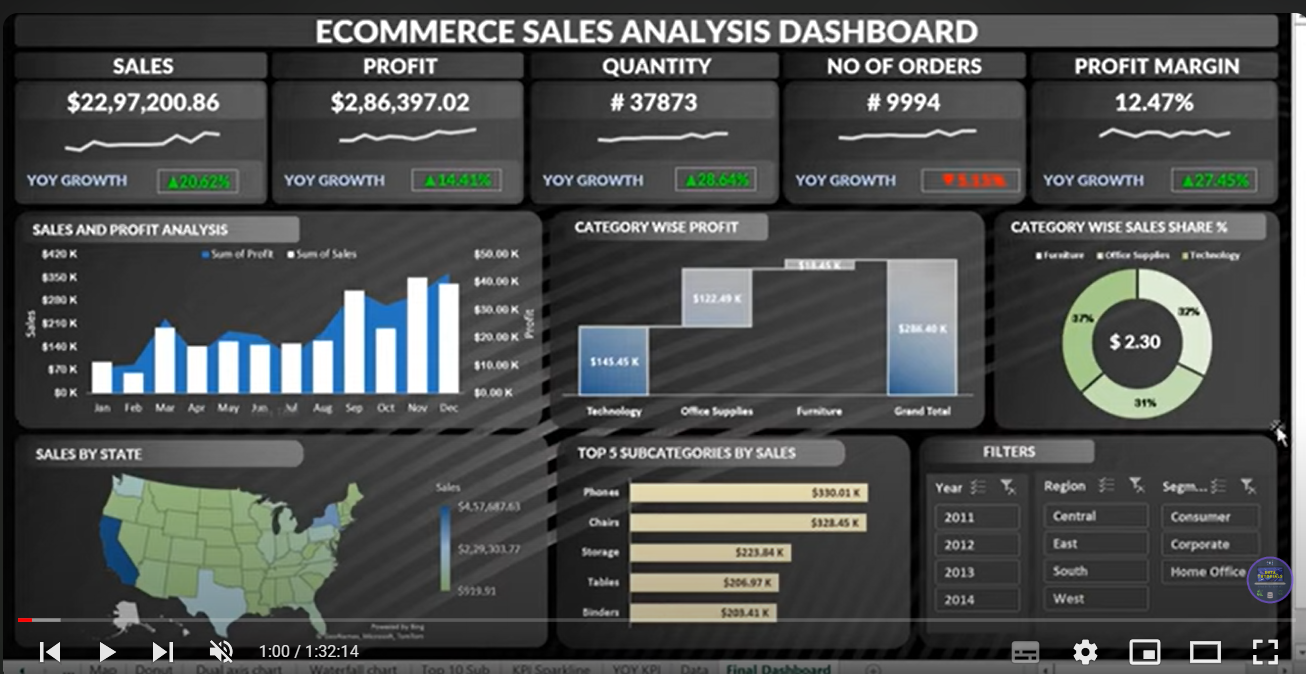 ECOMMERCE SALES ANALYSIS DASHBOARD
SALES
PROFIT
QUANTITY
NO OF ORDERS
PROFIT MARGIN
$22,97,200.86
$2,86,397.02
# 37873
# 9994
12.47%
YOY GROWTH ▲20.62%
YOY GROWTH ▲14.41%
YOY GROWTH ▲28.64%
YOY GROWTH
YOY GROWTH ▲27.45%
SALES AND PROFIT ANALYSIS
Sum of Profit Sum of Sales
$420 K
$350 K
$280 K
$210 K
$140 K
$70 K
$0 K
Sales
$50.00 K
$40.00 K
$30.00 K
$20.00 K
$10.00 K
$0.00 K
Profit
Jan Feb Mar Apr May Jun Jul Aug Sep Oct Nov Dec
CATEGORY WISE PROFIT
$145.45 K
$122.49 K
$18.45 K
$286.40 K
Technology Office Supplies Furniture Grand Total
CATEGORY WISE SALES SHARE %
Furniture Office Supplies Technology
37%
32%
$ 2.30
31%
SALES BY STATE
Sales
$4,57,687.63
$2,29,303.77
$919.91
Powered by Bing
© GeoNames, Microsoft, TomTom
TOP 5 SUBCATEGORIES BY SALES
Phones $330.01 K
Chairs $328.45 K
Storage $223.84 K
Tables $206.97 K
Binders $203.41 K
FILTERS
Year
2011
2012
2013
2014
Region
Central
East
South
West
Segm...
Consumer
Corporate
Home Office
1:00 / 1:32:14
... Map Donut Dual axis chart Waterfall chart Top 10 Sub KPI Sparkline YOY KPI Data Final Dashboard